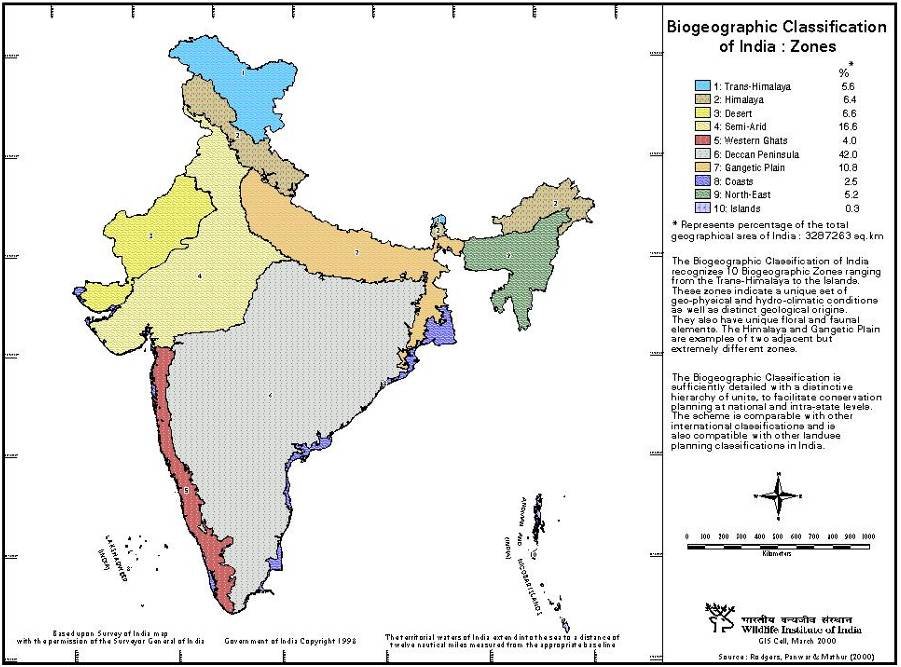 Biogeographic Classification
of India : Zones
*
%
1: Trans-Himalaya 5.6
2: Himalaya 6.4
3: Desert 6.6
4: Semi-Arid 16.6
5: Western Ghats 4.0
6: Deccan Peninsula 42.0
7: Gangetic Plain 10.8
8: Coasts 2.5
9: North-East 5.2
10: Islands 0.3
* Represents percentage of the total
geographical area of India : 3287263 sq.km
The Biogeographic Classification of India
recognizes 10 Biogeographic Zones ranging
from the Trans-Himalaya to the Islands.
These zones indicate a unique set of
geo-physical and hydro-climatic conditions
as well as distinct geological origins.
They also have unique floral and faunal
elements. The Himalaya and Gangetic Plain
are examples of two adjacent but
extremely different zones.
The Biogeographic Classification is
sufficiently detailed with a distinctive
hierarchy of units, to facilitate conservation
planning at national and intra-state levels.
The scheme is comparable with other
international classifications and is
also compatible with other landuse
planning classifications in India.
N
W E
S
0 100 200 300 400 500 600 700 800 900 1000
Kilometers
भारतीय वन्यजीव संस्थान
Wildlife Institute of India
GIS Cell, March 2000
Source: Rodgers, Panwar & Mathur (2000)
1
2
3
4
5
2
LAKSHADWEEP
(INDIA)
ANDAMAN AND NICOBAR ISLANDS
(INDIA)
Based upon Survey of India map
with the permission of the Surveyor General of India
Government of India Copyright 1998
The territorial waters of India extend into the sea to a distance of
twelve nautical miles measured from the appropriate baseline